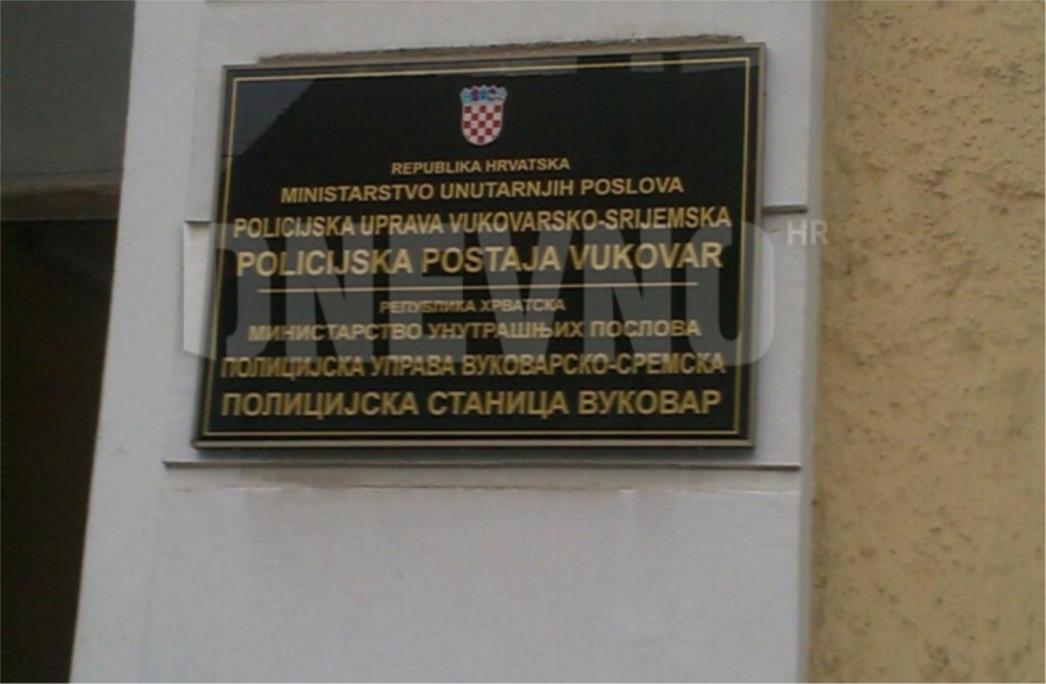 REPUBLIKA HRVATSKA
MINISTARSTVO UNUTARNJIH POSLOVA
POLICIJSKA UPRAVA VUKOVARSKO-SRIJEMSKA
POLICIJSKA POSTAJA VUKOVAR
РЕПУБЛИКА ХРВАТСКА
МИНИСТАРСТВО УНУТРАШЊИХ ПОСЛОВА
ПОЛИЦИЈСКА УПРАВА ВУКОВАРСКО-СРЕМСКА
ПОЛИЦИЈСКА СТАНИЦА ВУКОВАР
DNEVNO HR